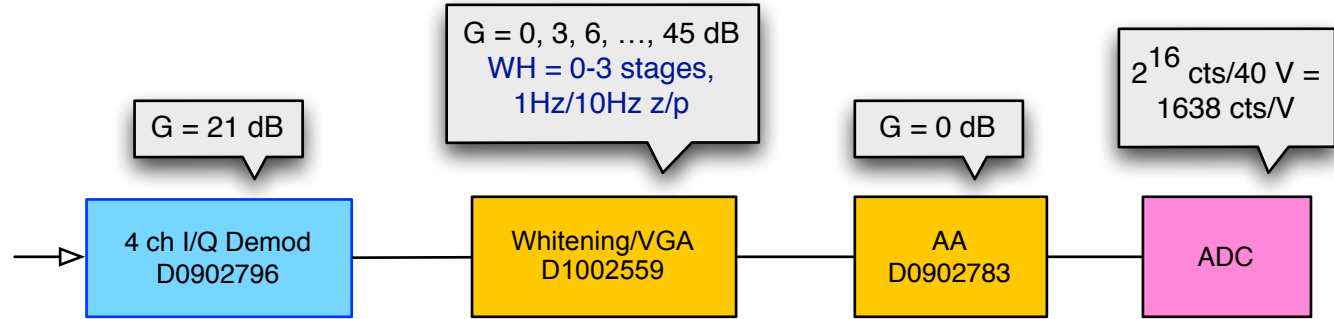 G = 21 dB
G = 0, 3, 6, …, 45 dB
WH = 0-3 stages,
1Hz/10Hz z/p
G = 0 dB
2^16 cts/40 V =
1638 cts/V
4 ch I/Q Demod
D0902796
Whitening/VGA
D1002559
AA
D0902783
ADC